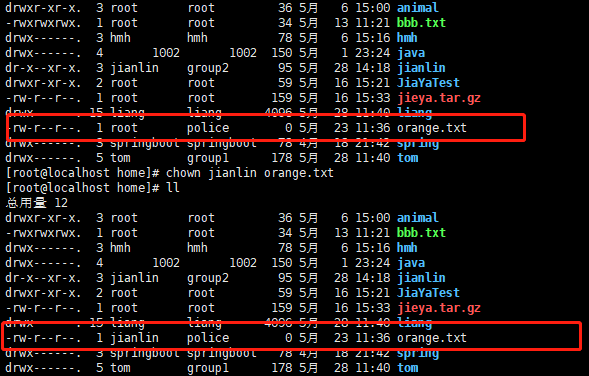 drwxr-xr-x. 3 root root 36 5月 6 15:00 animal
-rwxrwxrwx. 1 root root 34 5月 13 11:21 bbb.txt
drwx------. 3 hmh hmh 78 5月 6 15:16 hmh
drwx------. 4 1002 1002 150 5月 1 23:24 java
dr-x--xr-x. 3 jianlin group2 95 5月 28 14:18 jianlin
drwxr-xr-x. 2 root root 59 5月 16 15:21 JiaYaTest
-rw-r--r--. 1 root root 159 5月 16 15:33 jieya.tar.gz
drwx------. 15 liang liang 4096 5月 28 11:40 liang
-rw-r--r--. 1 root police 0 5月 23 11:36 orange.txt
drwx------. 3 springboot springboot 78 4月 18 21:42 spring
drwx------. 5 tom group1 178 5月 28 11:40 tom
[root@localhost home]# chown jianlin orange.txt
[root@localhost home]# ll
总用量 12
drwxr-xr-x. 3 root root 36 5月 6 15:00 animal
-rwxrwxrwx. 1 root root 34 5月 13 11:21 bbb.txt
drwx------. 3 hmh hmh 78 5月 6 15:16 hmh
drwx------. 4 1002 1002 150 5月 1 23:24 java
dr-x--xr-x. 3 jianlin group2 95 5月 28 14:18 jianlin
drwxr-xr-x. 2 root root 59 5月 16 15:21 JiaYaTest
-rw-r--r--. 1 root root 159 5月 16 15:33 jieya.tar.gz
drwx------. 15 liang liang 4096 5月 28 11:40 liang
-rw-r--r--. 1 jianlin police 0 5月 23 11:36 orange.txt
drwx------. 3 springboot springboot 78 4月 18 21:42 spring
drwx------. 5 tom group1 178 5月 28 11:40 tom